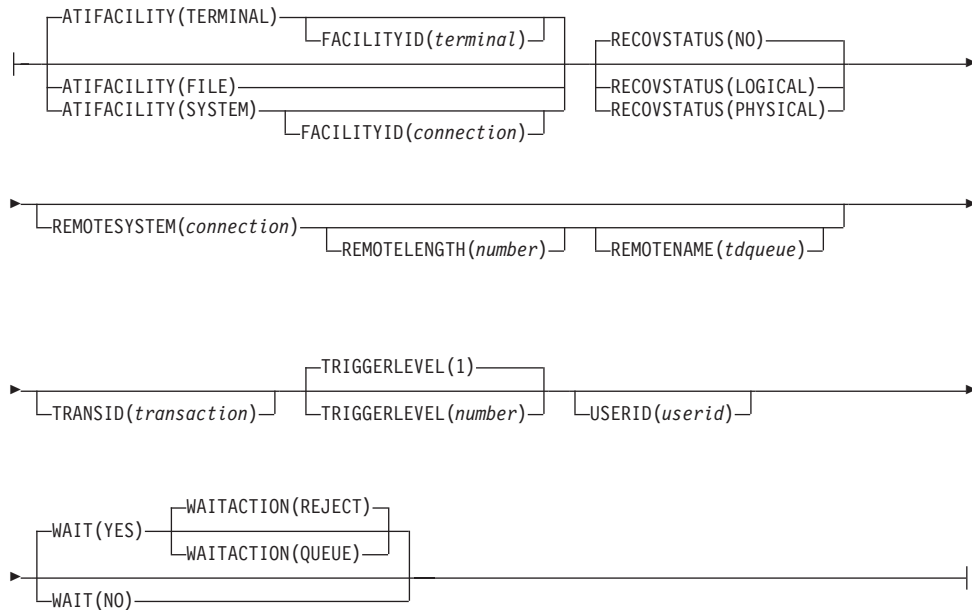 ATIFACILITY(TERMINAL)
FACILITYID(terminal)
ATIFACILITY(FILE)
ATIFACILITY(SYSTEM)
FACILITYID(connection)
RECOVSTATUS(NO)
RECOVSTATUS(LOGICAL)
RECOVSTATUS(PHYSICAL)
REMOTESYSTEM(connection)
REMOTELENGTH(number)
REMOTENAME(tdqueue)
TRANSID(transaction)
TRIGGERLEVEL(1)
TRIGGERLEVEL(number)
USERID(userid)
WAIT(YES)
WAITACTION(REJECT)
WAITACTION(QUEUE)
WAIT(NO)